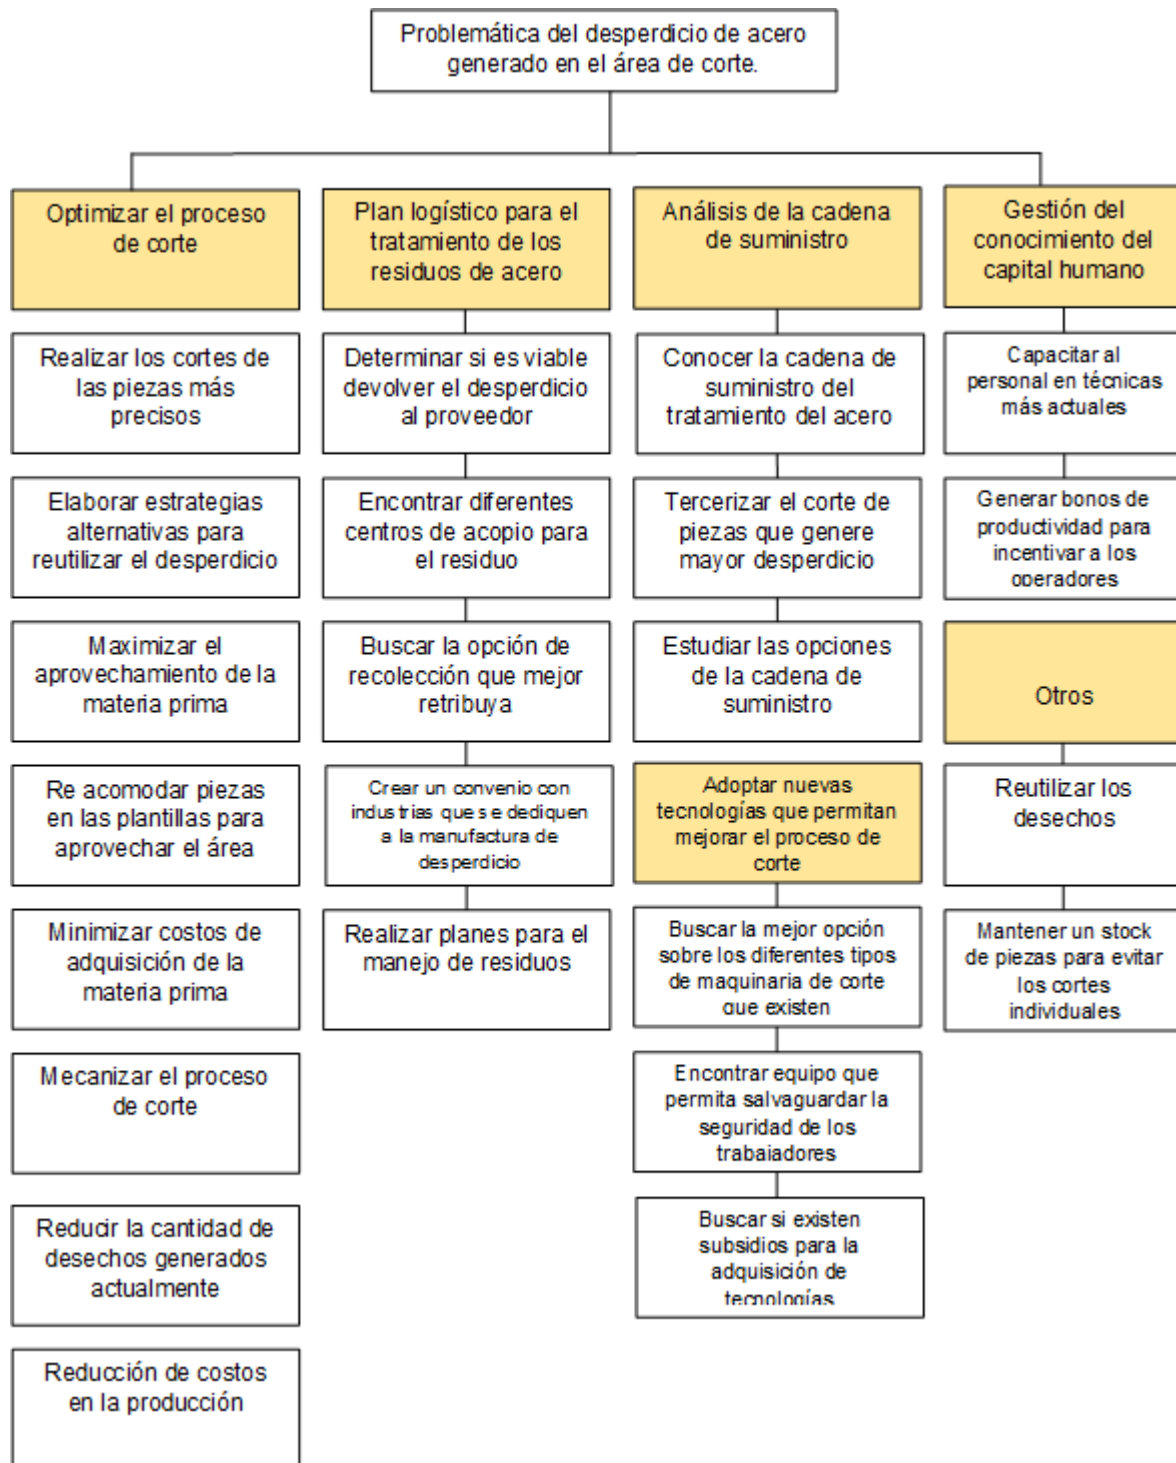 Problemática del desperdicio de acero
generado en el área de corte.
Optimizar el proceso
de corte
Realizar los cortes de
las piezas más
precisos
Elaborar estrategias
alternativas para
reutilizar el desperdicio
Maximizar el
aprovechamiento de la
materia prima
Re acomodar piezas
en las plantillas para
aprovechar el área
Minimizar costos de
adquisición de la
materia prima
Mecanizar el proceso
de corte
Reducir la cantidad de
desechos generados
actualmente
Reducción de costos
en la producción
Plan logístico para el
tratamiento de los
residuos de acero
Determinar si es viable
devolver el desperdicio
al proveedor
Encontrar diferentes
centros de acopio para
el residuo
Buscar la opción de
recolección que mejor
retribuya
Crear un convenio con
industrias que se dediquen
a la manufactura de
desperdicio
Realizar planes para el
manejo de residuos
Análisis de la cadena
de suministro
Conocer la cadena de
suministro del
tratamiento del acero
Tercerizar el corte de
piezas que genere
mayor desperdicio
Estudiar las opciones
de la cadena de
suministro
Adoptar nuevas
tecnologías que permitan
mejorar el proceso de
corte
Buscar la mejor opción
sobre los diferentes tipos
de maquinaria de corte
que existen
Encontrar equipo que
permita salvaguardar la
seguridad de los
trabajadores
Buscar si existen
subsidios para la
adquisición de
tecnologías
Gestión del
conocimiento del
capital humano
Capacitar al
personal en técnicas
más actuales
Generar bonos de
productividad para
incentivar a los
operadores
Otros
Reutilizar los
desechos
Mantener un stock
de piezas para evitar
los cortes
individuales